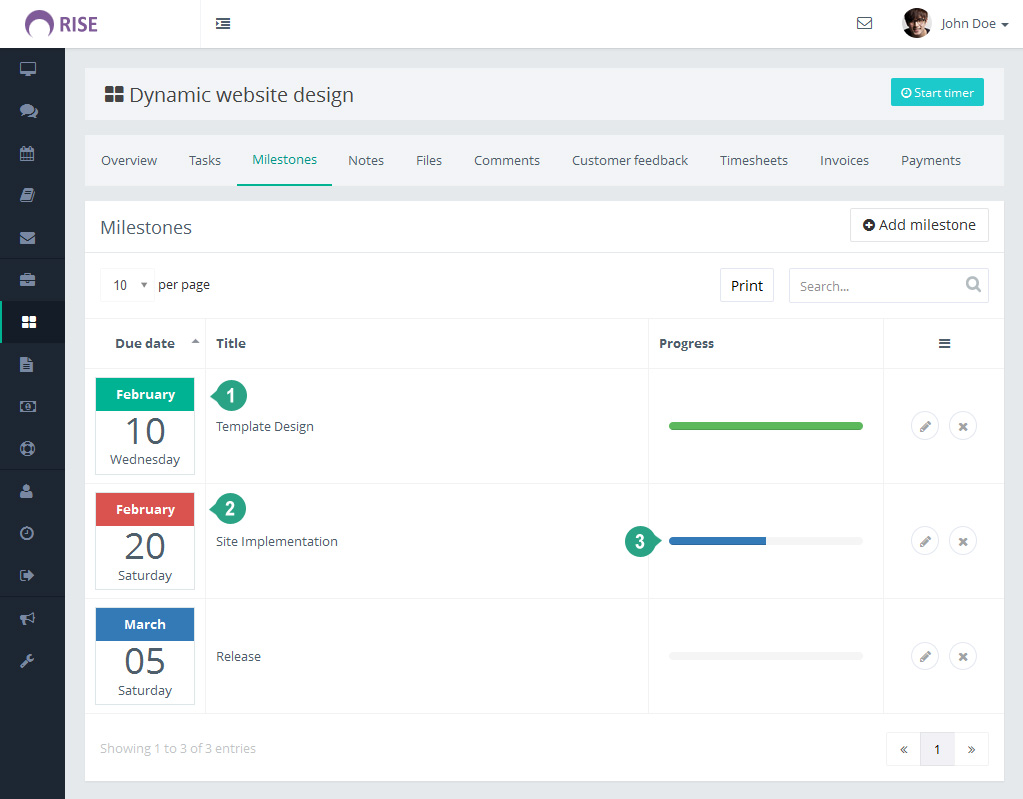 RISE
John Doe
Dynamic website design
Start timer
Overview Tasks Milestones Notes Files Comments Customer feedback Timesheets Invoices Payments
Milestones
Add milestone
10 per page
Print
Search...
Due date Title Progress
February
10
Wednesday
1
Template Design
February
20
Saturday
2
Site Implementation
3
March
05
Saturday
Release
Showing 1 to 3 of 3 entries
« 1 »